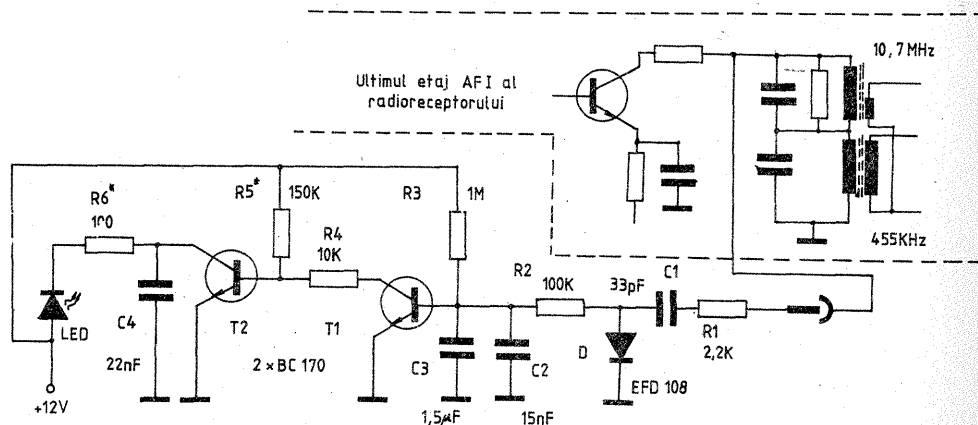 10,7MHz
Ultimul etaj AFI al
radioreceptorului
455KHz
R6*
100
R5*
150K
R4
10K
R3
1M
R2
100K
C1
33pF
R1
2,2K
LED
C4
22nF
T2
T1
2×BC 170
C3
1,5µF
C2
15nF
D
EFD 108
+12V